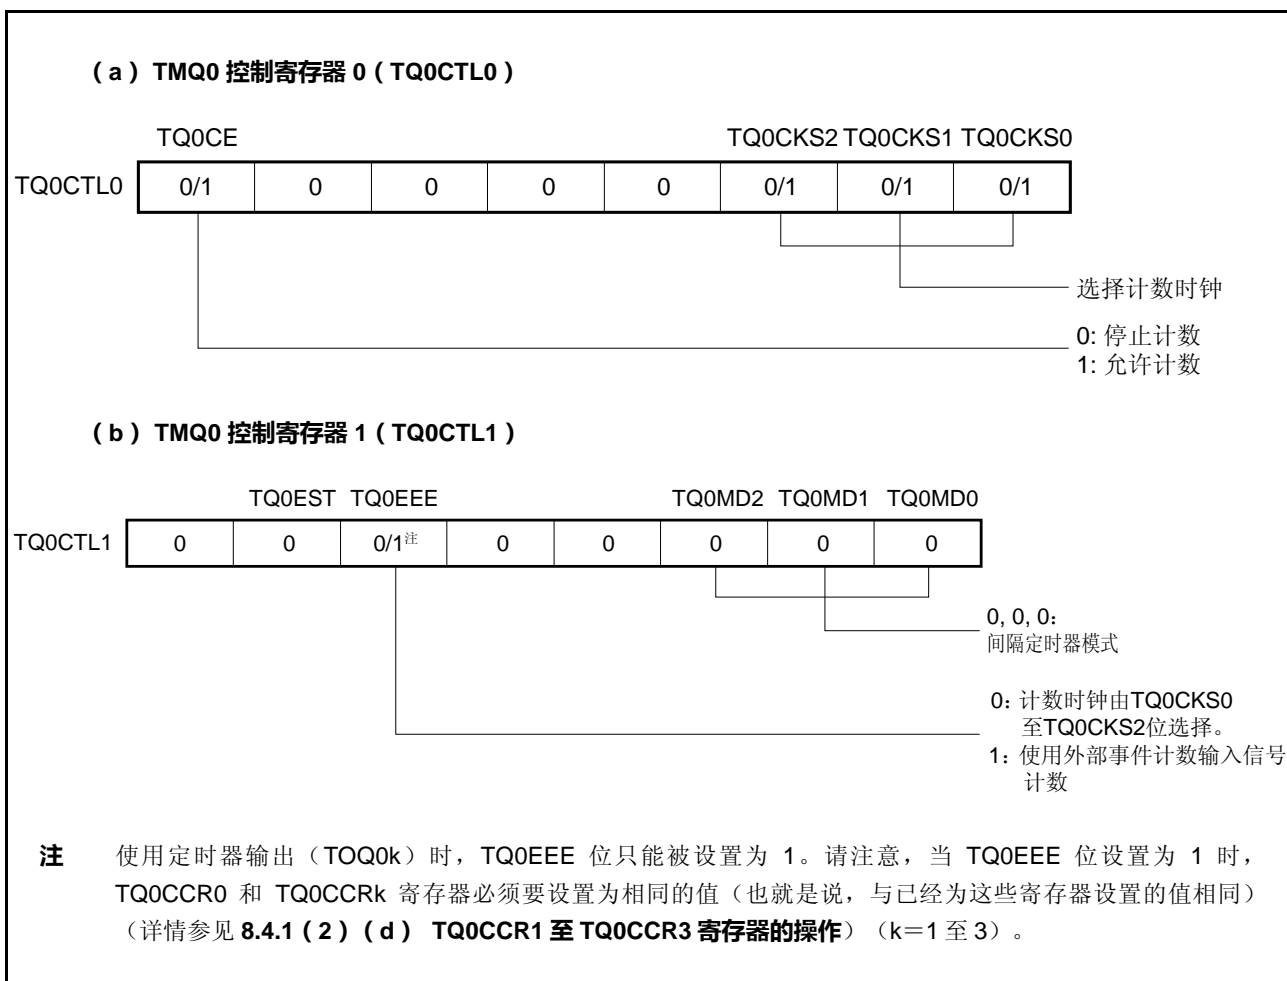 （a）TMQ0 控制寄存器 0（TQ0CTL0）
TQ0CE TQ0CKS2 TQ0CKS1 TQ0CKS0
TQ0CTL0 0/1 0 0 0 0 0/1 0/1 0/1
选择计数时钟
0: 停止计数
1: 允许计数
（b）TMQ0 控制寄存器 1（TQ0CTL1）
TQ0EST TQ0EEE TQ0MD2 TQ0MD1 TQ0MD0
TQ0CTL1 0 0 0/1注 0 0 0 0 0
0, 0, 0:
间隔定时器模式
0: 计数时钟由TQ0CKS0
至TQ0CKS2位选择。
1: 使用外部事件计数输入信号
计数
注 使用定时器输出（TOQ0k）时，TQ0EEE 位只能被设置为 1。请注意，当 TQ0EEE 位设置为 1 时，
TQ0CCR0 和 TQ0CCRk 寄存器必须要设置为相同的值（也就是说，与已经为这些寄存器设置的值相同）
（详情参见 8.4.1（2）(d) TQ0CCR1 至 TQ0CCR3 寄存器的操作）（k＝1 至 3）。